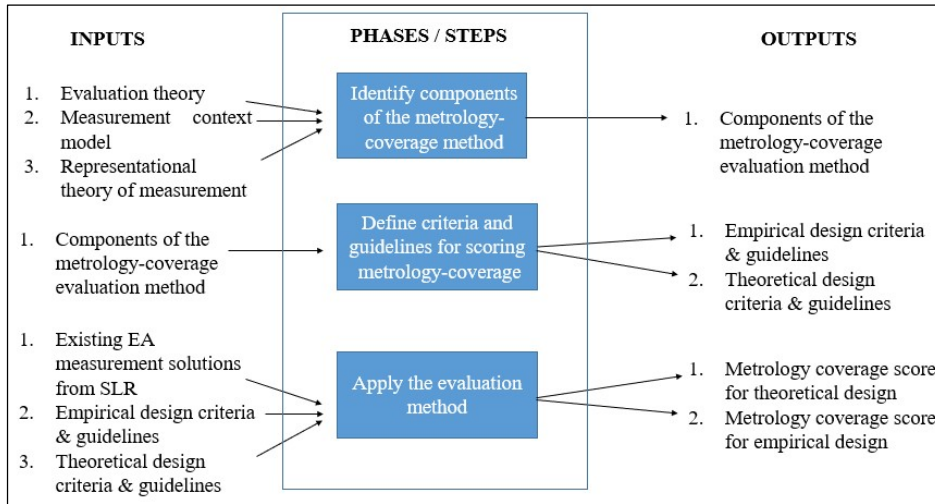 INPUTS
PHASES / STEPS
OUTPUTS
1. Evaluation theory
2. Measurement context
model
3. Representational
theory of measurement
Identify components
of the metrology-
coverage method
1. Components of the
metrology-coverage
evaluation method
1. Components of the
metrology-coverage
evaluation method
Define criteria and
guidelines for scoring
metrology-coverage
1. Empirical design criteria
& guidelines
2. Theoretical design
criteria & guidelines
1. Existing EA
measurement solutions
from SLR
2. Empirical design criteria
& guidelines
3. Theoretical design
criteria & guidelines
Apply the evaluation
method
1. Metrology coverage score
for theoretical design
2. Metrology coverage score
for empirical design